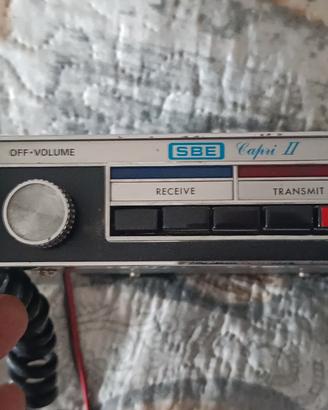 OFF-VOLUME
SBE Capri II
RECEIVE
TRANSMIT